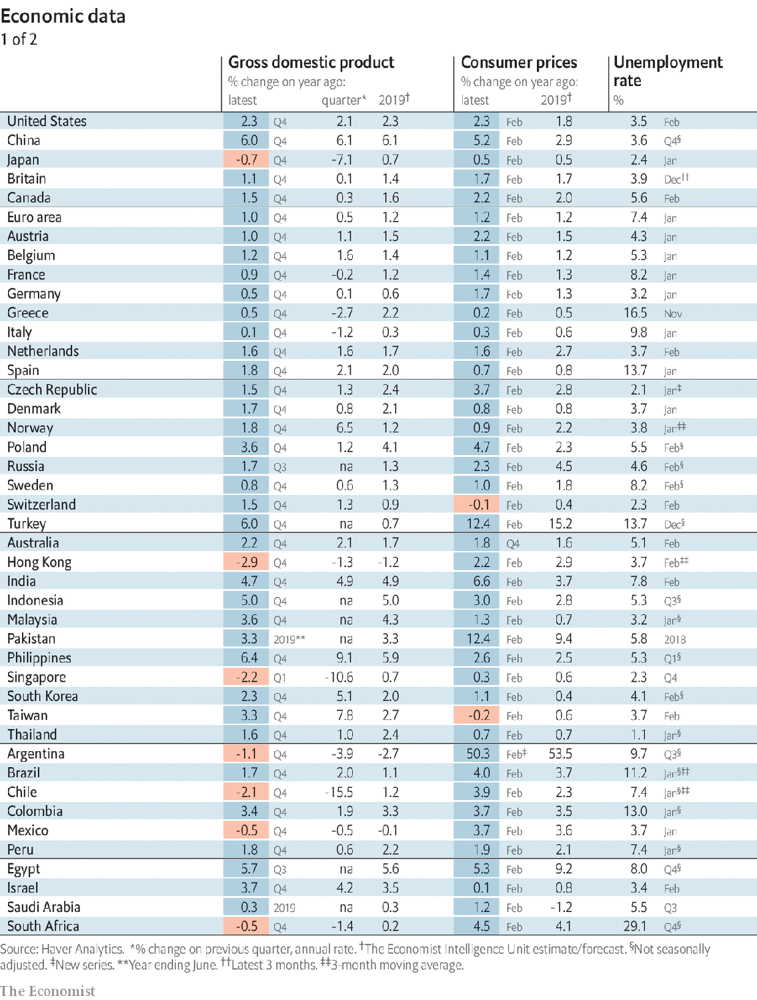 Economic data
1 of 2
Gross domestic product Consumer prices Unemployment
% change on year ago: % change on year ago: rate
latest quarter* 2019† latest 2019† %
United States 2.3 Q4 2.1 2.3 2.3 Feb 1.8 3.5 Feb
China 6.0 Q4 6.1 6.1 5.2 Feb 2.9 3.6 Q4§
Japan -0.7 Q4 -7.1 0.7 0.5 Feb 0.5 2.4 Jan
Britain 1.1 Q4 0.1 1.4 1.7 Feb 1.7 3.9 Dec††
Canada 1.5 Q4 0.3 1.6 2.2 Feb 2.0 5.6 Feb
Euro area 1.0 Q4 0.5 1.2 1.2 Feb 1.2 7.4 Jan
Austria 1.0 Q4 1.1 1.5 2.2 Feb 1.5 4.3 Jan
Belgium 1.2 Q4 1.6 1.4 1.1 Feb 1.2 5.3 Jan
France 0.9 Q4 -0.2 1.2 1.4 Feb 1.3 8.2 Jan
Germany 0.5 Q4 0.1 0.6 1.7 Feb 1.3 3.2 Jan
Greece 0.5 Q4 -2.7 2.2 0.2 Feb 0.5 16.5 Nov
Italy 0.1 Q4 -1.2 0.3 0.3 Feb 0.6 9.8 Jan
Netherlands 1.6 Q4 1.6 1.7 1.6 Feb 2.7 3.7 Feb
Spain 1.8 Q4 2.1 2.0 0.7 Feb 0.8 13.7 Jan
Czech Republic 1.5 Q4 1.3 2.4 3.7 Feb 2.8 2.1 Jan‡
Denmark 1.7 Q4 0.8 2.1 0.8 Feb 0.8 3.7 Jan
Norway 1.8 Q4 6.5 1.2 0.9 Feb 2.2 3.8 Jan‡‡
Poland 3.6 Q4 1.2 4.1 4.7 Feb 2.3 5.5 Feb§
Russia 1.7 Q3 na 1.3 2.3 Feb 4.5 4.6 Feb§
Sweden 0.8 Q4 0.6 1.3 1.0 Feb 1.8 8.2 Feb§
Switzerland 1.5 Q4 1.3 0.9 -0.1 Feb 0.4 2.3 Feb
Turkey 6.0 Q4 na 0.7 12.4 Feb 15.2 13.7 Dec§
Australia 2.2 Q4 2.1 1.7 1.8 Q4 1.6 5.1 Feb
Hong Kong -2.9 Q4 -1.3 -1.2 2.2 Feb 2.9 3.7 Feb‡‡
India 4.7 Q4 4.9 4.9 6.6 Feb 3.7 7.8 Feb
Indonesia 5.0 Q4 na 5.0 3.0 Feb 2.8 5.3 Q3§
Malaysia 3.6 Q4 na 4.3 1.3 Feb 0.7 3.2 Jan§
Pakistan 3.3 2019** na 3.3 12.4 Feb 9.4 5.8 2018
Philippines 6.4 Q4 9.1 5.9 2.6 Feb 2.5 5.3 Q1§
Singapore -2.2 Q1 -10.6 0.7 0.3 Feb 0.6 2.3 Q4
South Korea 2.3 Q4 5.1 2.0 1.1 Feb 0.4 4.1 Feb§
Taiwan 3.3 Q4 7.8 2.7 -0.2 Feb 0.6 3.7 Feb
Thailand 1.6 Q4 1.0 2.4 0.7 Feb 0.7 1.1 Jan§
Argentina -1.1 Q4 -3.9 -2.7 50.3 Feb‡ 53.5 9.7 Q3§
Brazil 1.7 Q4 2.0 1.1 4.0 Feb 3.7 11.2 Jan§‡‡
Chile -2.1 Q4 -15.5 1.2 3.9 Feb 2.3 7.4 Jan§‡‡
Colombia 3.4 Q4 1.9 3.3 3.7 Feb 3.5 13.0 Jan§
Mexico -0.5 Q4 -0.5 -0.1 3.7 Feb 3.6 3.7 Jan
Peru 1.8 Q4 0.6 2.2 1.9 Feb 2.1 7.4 Jan§
Egypt 5.7 Q3 na 5.6 5.3 Feb 9.2 8.0 Q4§
Israel 3.7 Q4 4.2 3.5 0.1 Feb 0.8 3.4 Feb
Saudi Arabia 0.3 2019 na 0.3 1.2 Feb -1.2 5.5 Q3
South Africa -0.5 Q4 -1.4 0.2 4.5 Feb 4.1 29.1 Q4§
Source: Haver Analytics. *% change on previous quarter, annual rate. †The Economist Intelligence Unit estimate/forecast. §Not seasonally
adjusted. ‡New series. **Year ending June. ††Latest 3 months. ‡‡3-month moving average.
The Economist